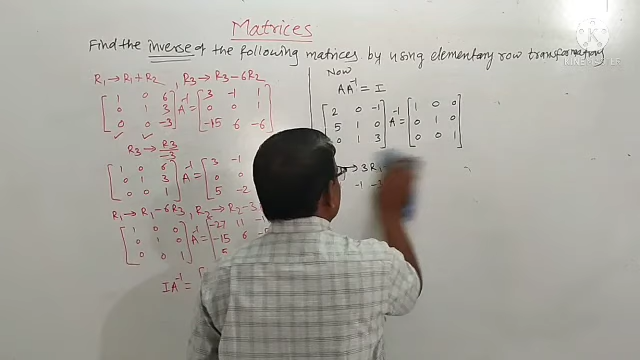 Matrices
Find the inverse of the following matrices by using elementary row transformations
R1 → R1 + R2 , R3 → R3 - 6R2
[1 0 6; 0 1 3; 0 0 -3] A⁻¹ = [3 -1 1; 0 0 1; -15 6 -6]
✓ ✓
R3 → R3/-3
[1 0 6; 0 1 3; 0 0 1] A⁻¹ = [3 -1; 0 0; 5 -2
R1 → R1 - 6R3 , R2 → R2 - 3
[1 0 0; 0 1 0; 0 0 1] A⁻¹ = [-27 11; -15 6; 5
IA⁻¹ = [
Now
AA⁻¹ = I
[2 0 -1; 5 1 0; 0 1 3] A⁻¹ = [1 0 0; 0 1 0; 0 0 1]
→ 3R1
-1
KINEMASTER